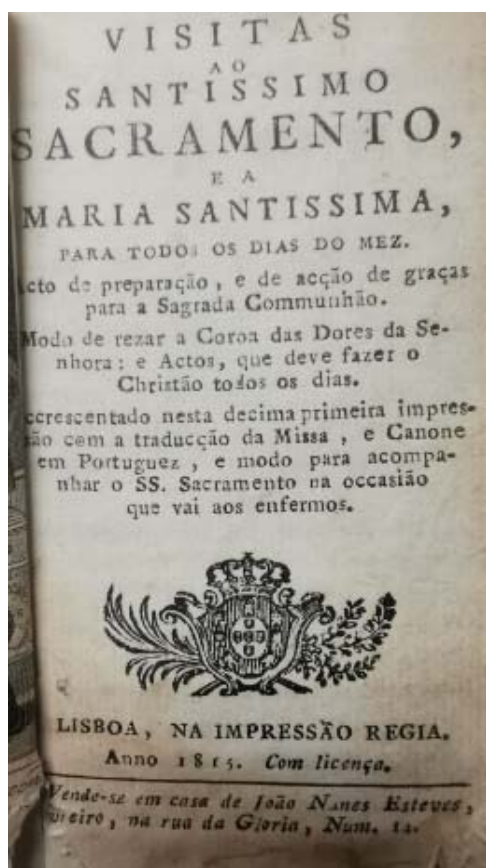 VISITAS
AO
SANTISSIMO
SACRAMENTO,
E A
MARIA SANTISSIMA,
PARA TODOS OS DIAS DO MEZ.
Acto de preparação, e de acção de graças
para a Sagrada Communhão.
Modo de rezar a Coroa das Dores da Se-
nhora: e Actos, que deve fazer o
Christão todos os dias.
Accrescentado nesta decima primeira impres-
são com a traducção da Missa, e Canone
em Portuguez, e modo para acompa-
nhar o SS. Sacramento na occasião
que vai aos enfermos.
LISBOA, NA IMPRESSÃO REGIA.
Anno 1815. Com licença.
Vende-se em casa de João Nunes Esteves,
na rua da Gloria, Num. 14.